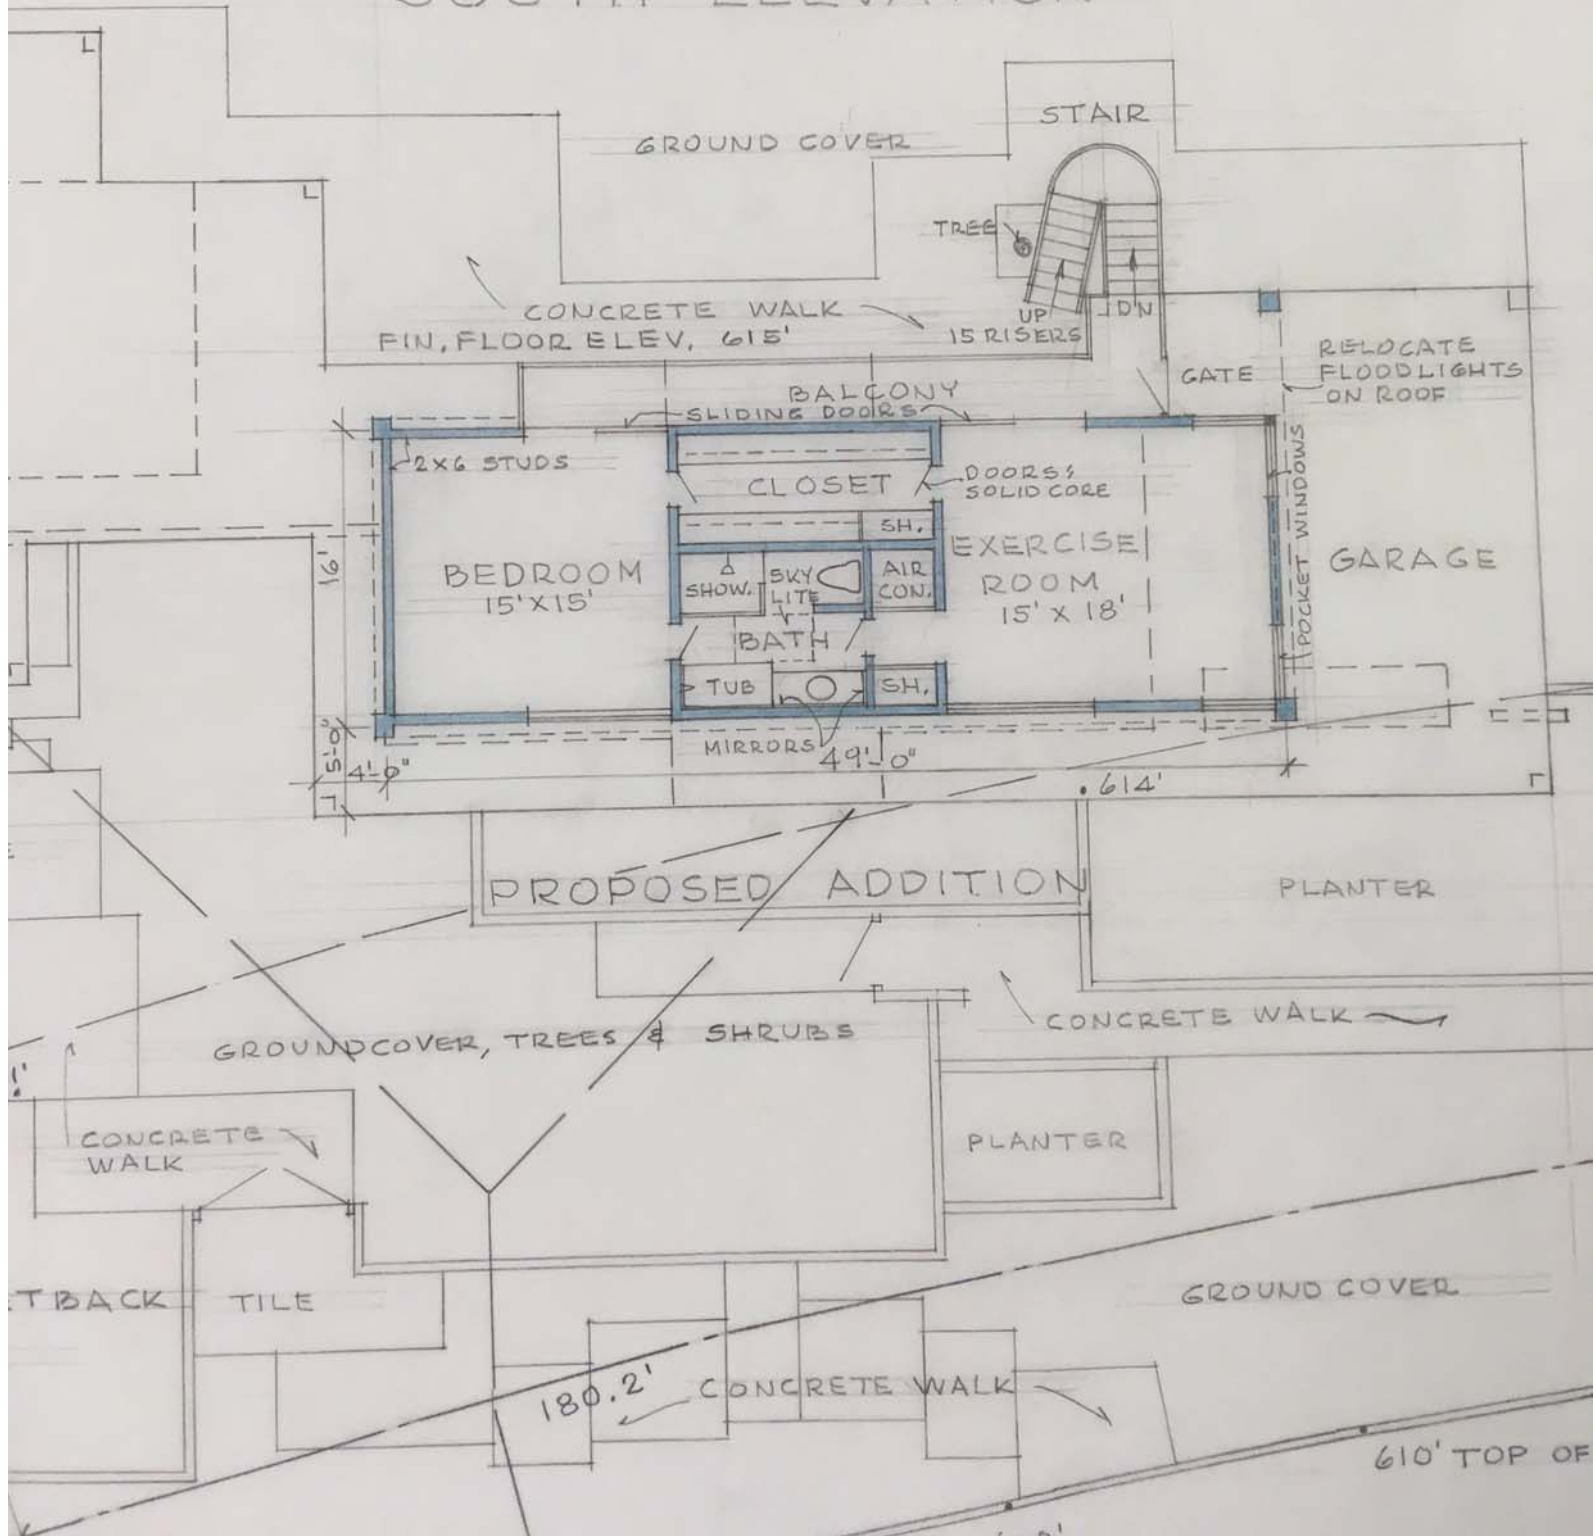 SOUTH ELEVATION
L
STAIR
GROUND COVER
L
TREE
CONCRETE WALK
FIN. FLOOR ELEV. 615'
UP
15 RISERS
D'N
RELOCATE
FLOODLIGHTS
ON ROOF
GATE
BALCONY
SLIDING DOORS
2X6 STUDS
CLOSET
DOORS:
SOLID CORE
POCKET WINDOWS
SH.
EXERCISE
ROOM
15' X 18'
GARAGE
16'
BEDROOM
15' X 15'
SHOW.
SKY
LITE
AIR
CON.
BATH
TUB
SH.
MIRRORS
5'-0"
4'-0"
49'-0"
614'
PROPOSED ADDITION
PLANTER
CONCRETE WALK
GROUNDCOVER, TREES & SHRUBS
CONCRETE
WALK
PLANTER
TBACK
TILE
GROUND COVER
180.2'
CONCRETE WALK
610' TOP OF